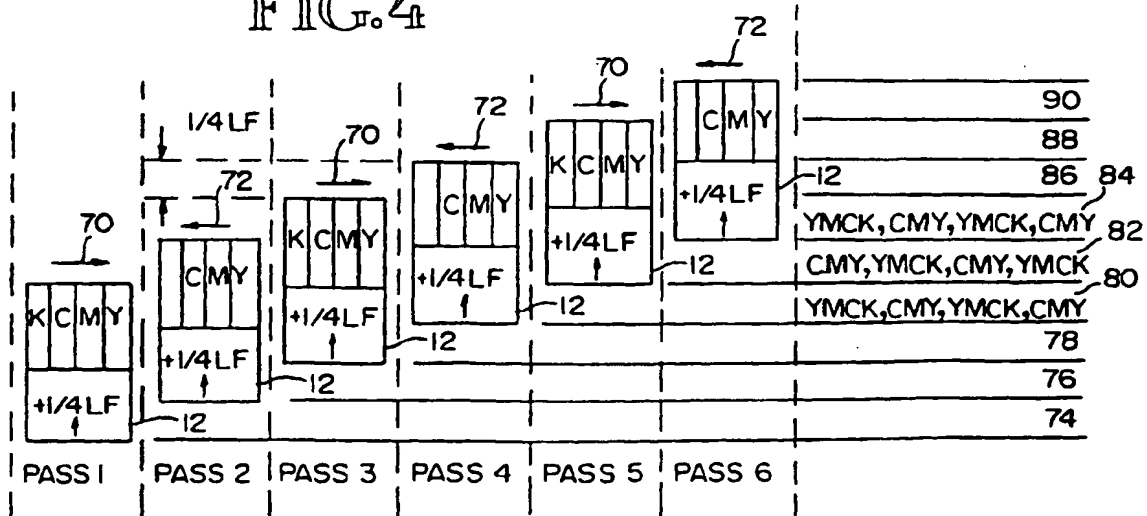 FIG. 4
72
70
72
90
1/4 LF
70
72
C M Y
88
K C M Y
86
84
72
C M Y
+1/4 LF
12
70
K C M Y
YMCK, CMY, YMCK, CMY
82
C M Y
+1/4 LF
12
CMY, YMCK, CMY, YMCK
80
K C M Y
+1/4 LF
12
YMCK, CMY, YMCK, CMY
+1/4 LF
12
78
+1/4 LF
12
76
+1/4 LF
12
74
PASS 1 PASS 2 PASS 3 PASS 4 PASS 5 PASS 6